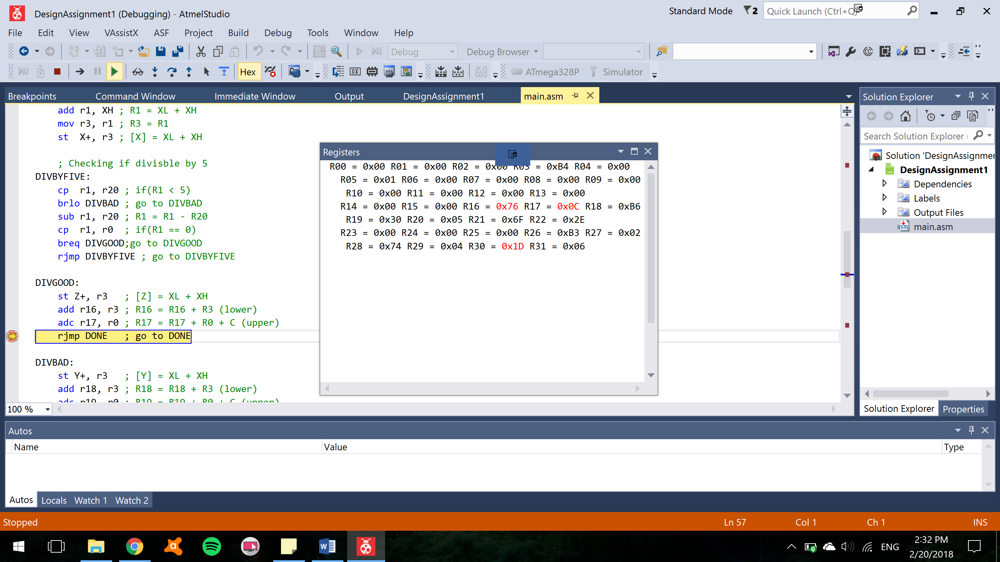 DesignAssignment1 (Debugging) - AtmelStudio
Standard Mode 2 Quick Launch (Ctrl+Q)
File Edit View VAssistX ASF Project Build Debug Tools Window Help
Debug Debug Browser
Hex ATmega328P Simulator
Breakpoints Command Window Immediate Window Output DesignAssignment1 main.asm
add r1, XH ; R1 = XL + XH
mov r3, r1 ; R3 = R1
st X+, r3 ; [X] = XL + XH
; Checking if divisble by 5
DIVBYFIVE:
cp r1, r20 ; if(R1 < 5)
brlo DIVBAD ; go to DIVBAD
sub r1, r20 ; R1 = R1 - R20
cp r1, r0 ; if(R1 == 0)
breq DIVGOOD;go to DIVGOOD
rjmp DIVBYFIVE ; go to DIVBYFIVE
DIVGOOD:
st Z+, r3 ; [Z] = XL + XH
add r16, r3 ; R16 = R16 + R3 (lower)
adc r17, r0 ; R17 = R17 + R0 + C (upper)
rjmp DONE ; go to DONE
DIVBAD:
st Y+, r3 ; [Y] = XL + XH
add r18, r3 ; R18 = R18 + R3 (lower)
adc r19, r0 ; R19 = R19 + R0 + C (upper)
100 %
Registers
R00 = 0x00 R01 = 0x00 R02 = 0x00 R03 = 0xB4 R04 = 0x00
R05 = 0x01 R06 = 0x00 R07 = 0x00 R08 = 0x00 R09 = 0x00
R10 = 0x00 R11 = 0x00 R12 = 0x00 R13 = 0x00
R14 = 0x00 R15 = 0x00 R16 = 0x76 R17 = 0x0C R18 = 0xB6
R19 = 0x30 R20 = 0x05 R21 = 0x6F R22 = 0x2E
R23 = 0x00 R24 = 0x00 R25 = 0x00 R26 = 0xB3 R27 = 0x02
R28 = 0x74 R29 = 0x04 R30 = 0x1D R31 = 0x06
Solution Explorer
Search Solution Explorer (
Solution 'DesignAssignmen
DesignAssignment1
Dependencies
Labels
Output Files
main.asm
Solution Explorer Properties
Autos
Name Value Type
Autos Locals Watch 1 Watch 2
Stopped Ln 57 Col 1 Ch 1 INS
ENG
2:32 PM
2/20/2018